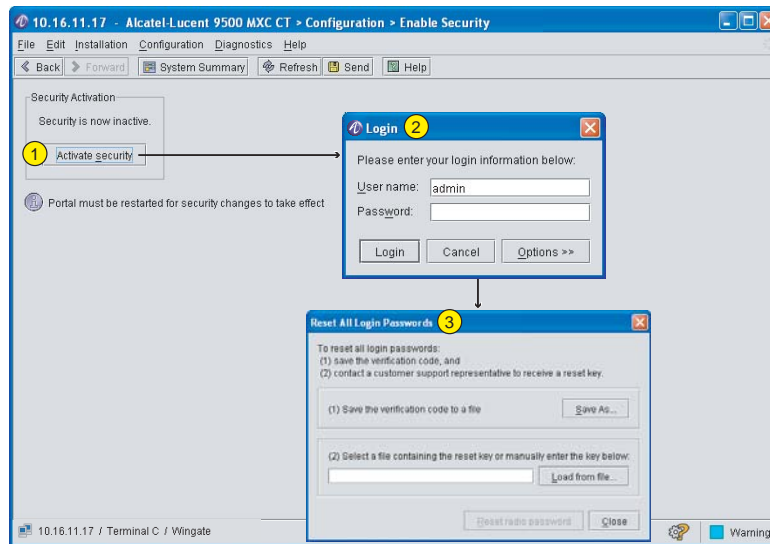 10.16.11.17 - Alcatel-Lucent 9500 MXC CT > Configuration > Enable Security
File Edit Installation Configuration Diagnostics Help
Back Forward System Summary Refresh Send Help
Security Activation
Security is now inactive.
1
Activate security
Portal must be restarted for security changes to take effect
Login 2
Please enter your login information below:
User name: admin
Password:
Login Cancel Options >>
Reset All Login Passwords 3
To reset all login passwords:
(1) save the verification code, and
(2) contact a customer support representative to receive a reset key.
(1) Save the verification code to a file Save As...
(2) Select a file containing the reset key or manually enter the key below:
Load from file...
Reset radio password Close
10.16.11.17 / Terminal C / Wingate Warning